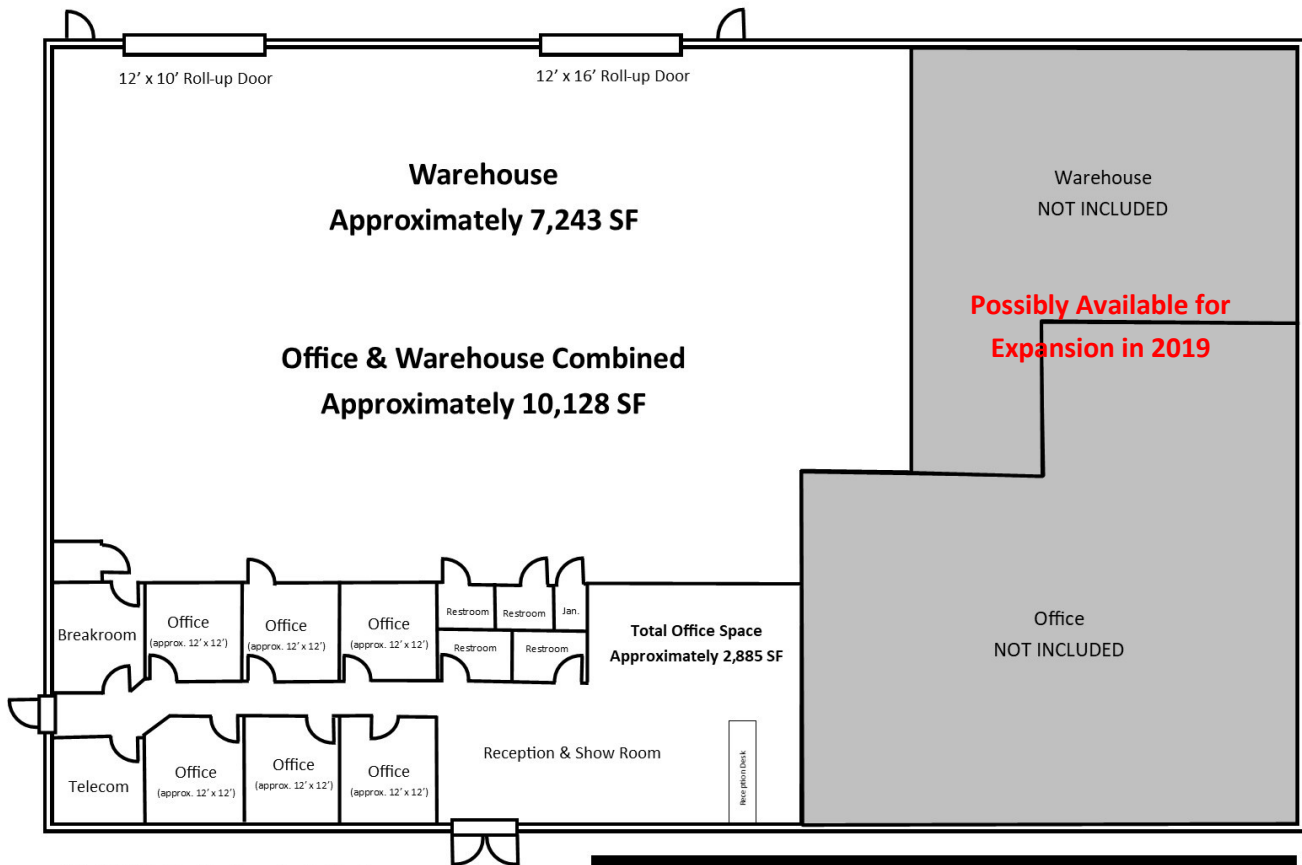 12’ x 10’ Roll-up Door
12’ x 16’ Roll-up Door
Warehouse
Approximately 7,243 SF
Warehouse
NOT INCLUDED
Possibly Available for
Expansion in 2019
Office & Warehouse Combined
Approximately 10,128 SF
Breakroom
Office
(approx. 12’ x 12’)
Office
(approx. 12’ x 12’)
Office
(approx. 12’ x 12’)
Restroom
Restroom
Jan.
Restroom
Restroom
Total Office Space
Approximately 2,885 SF
Office
NOT INCLUDED
Telecom
Office
(approx. 12’ x 12’)
Office
(approx. 12’ x 12’)
Office
(approx. 12’ x 12’)
Reception & Show Room
Reception Desk